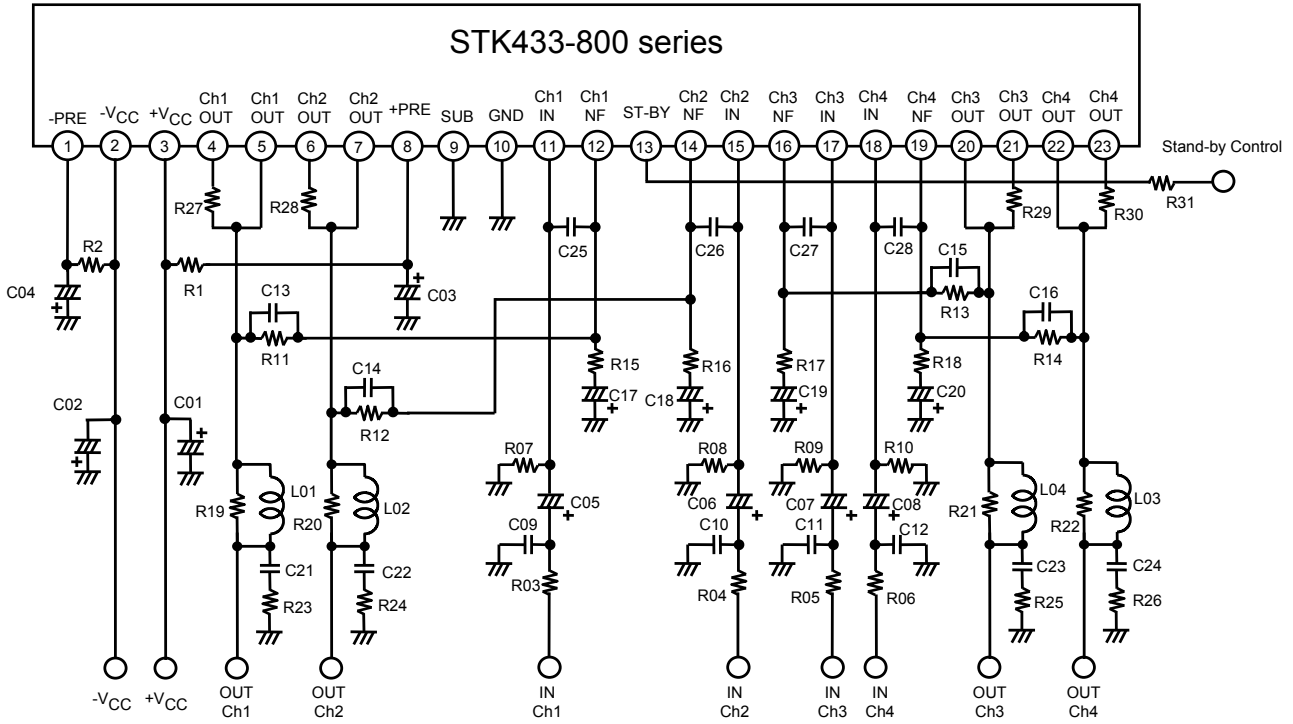 STK433-800 series
-PRE
-VCC
+VCC
Ch1
OUT
Ch1
OUT
Ch2
OUT
Ch2
OUT
+PRE
SUB
GND
Ch1
IN
Ch1
NF
ST-BY
Ch2
NF
Ch2
IN
Ch3
NF
Ch3
IN
Ch4
IN
Ch4
NF
Ch3
OUT
Ch3
OUT
Ch4
OUT
Ch4
OUT
1
2
3
4
5
6
7
8
9
10
11
12
13
14
15
16
17
18
19
20
21
22
23
Stand-by Control
R31
R27
R28
R29
R30
C25
C26
C27
C28
R2
R1
C04
+
+
C03
C15
R13
C13
R11
C16
R14
C14
R12
R15
C17
+
R16
C18
+
R17
C19
+
R18
C20
+
C02
+
C01
+
R07
R08
R09
R10
R19
L01
R20
L02
C05
+
C06
+
C07
+
C08
+
R21
L04
R22
L03
C09
C10
C11
C12
R03
R04
R05
R06
C21
R23
C22
R24
C23
R25
C24
R26
-VCC
+VCC
OUT
Ch1
OUT
Ch2
IN
Ch1
IN
Ch2
IN
Ch3
IN
Ch4
OUT
Ch3
OUT
Ch4